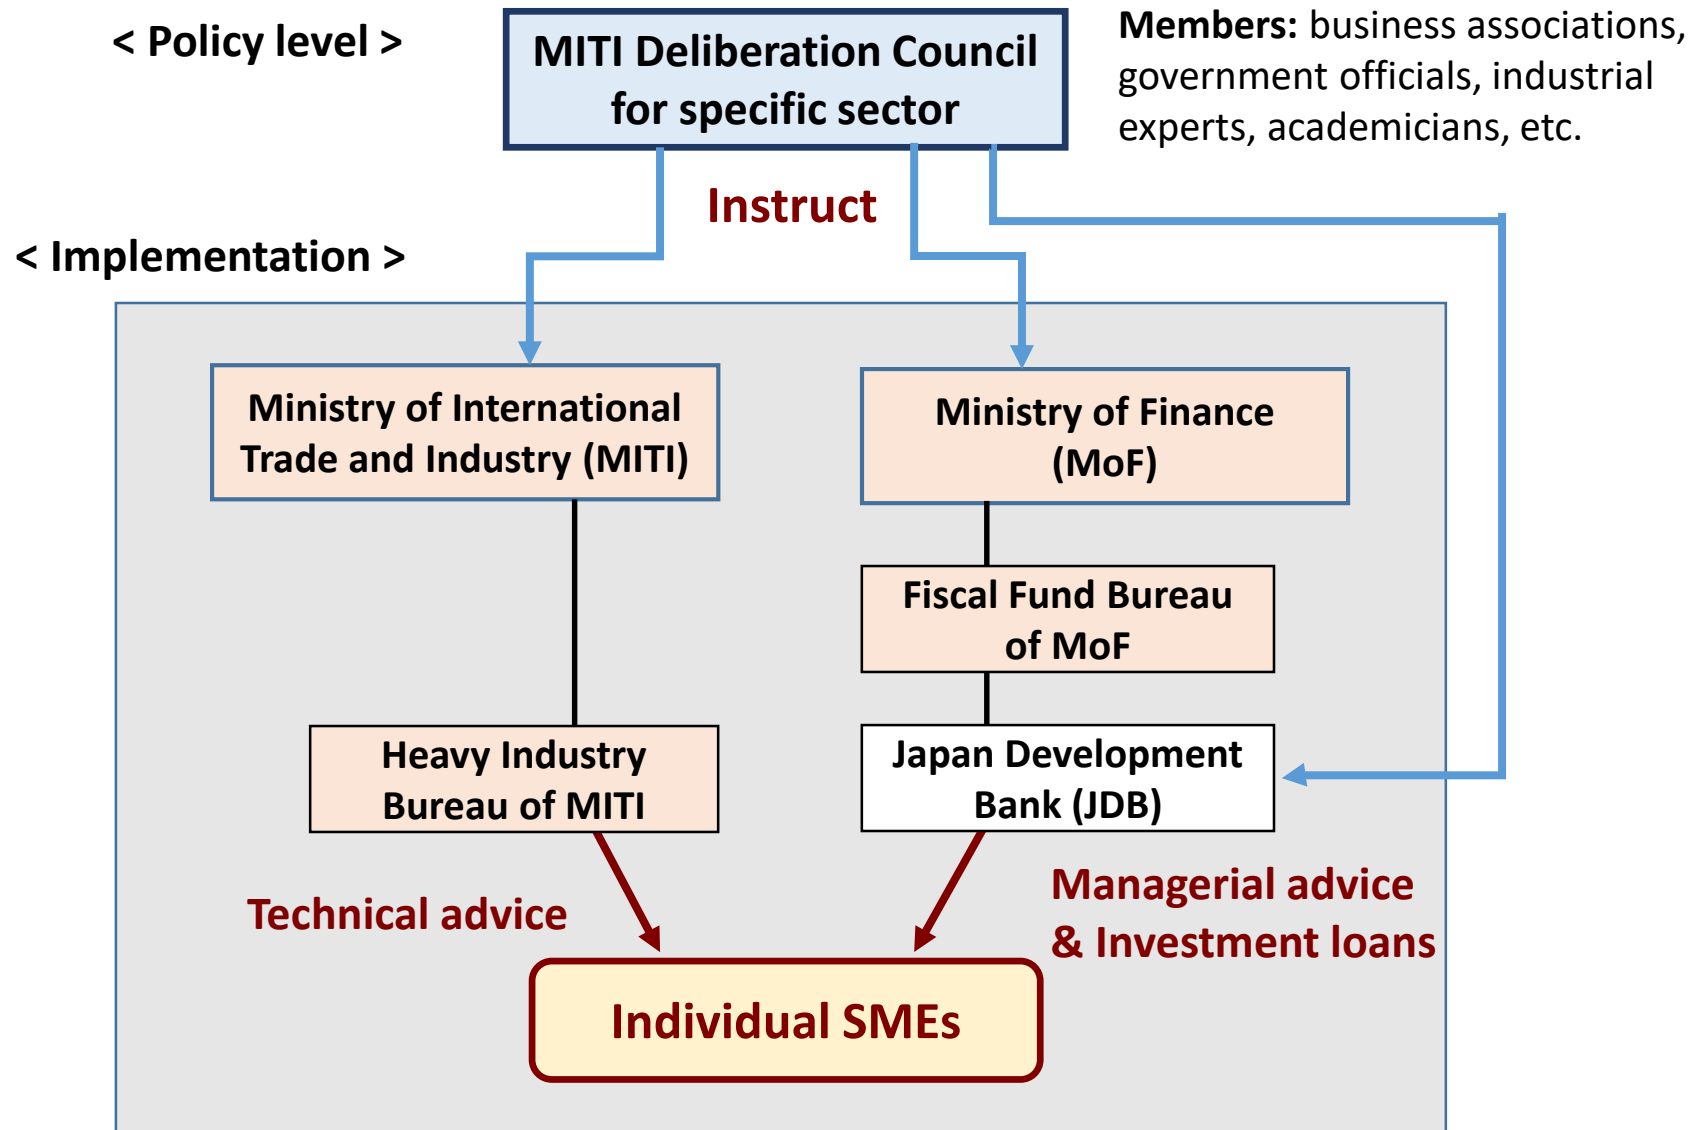 < Policy level >
MITI Deliberation Council
for specific sector
Members: business associations,
government officials, industrial
experts, academicians, etc.
Instruct
< Implementation >
Ministry of International
Trade and Industry (MITI)
Ministry of Finance
(MoF)
Fiscal Fund Bureau
of MoF
Heavy Industry
Bureau of MITI
Japan Development
Bank (JDB)
Technical advice
Managerial advice
& Investment loans
Individual SMEs